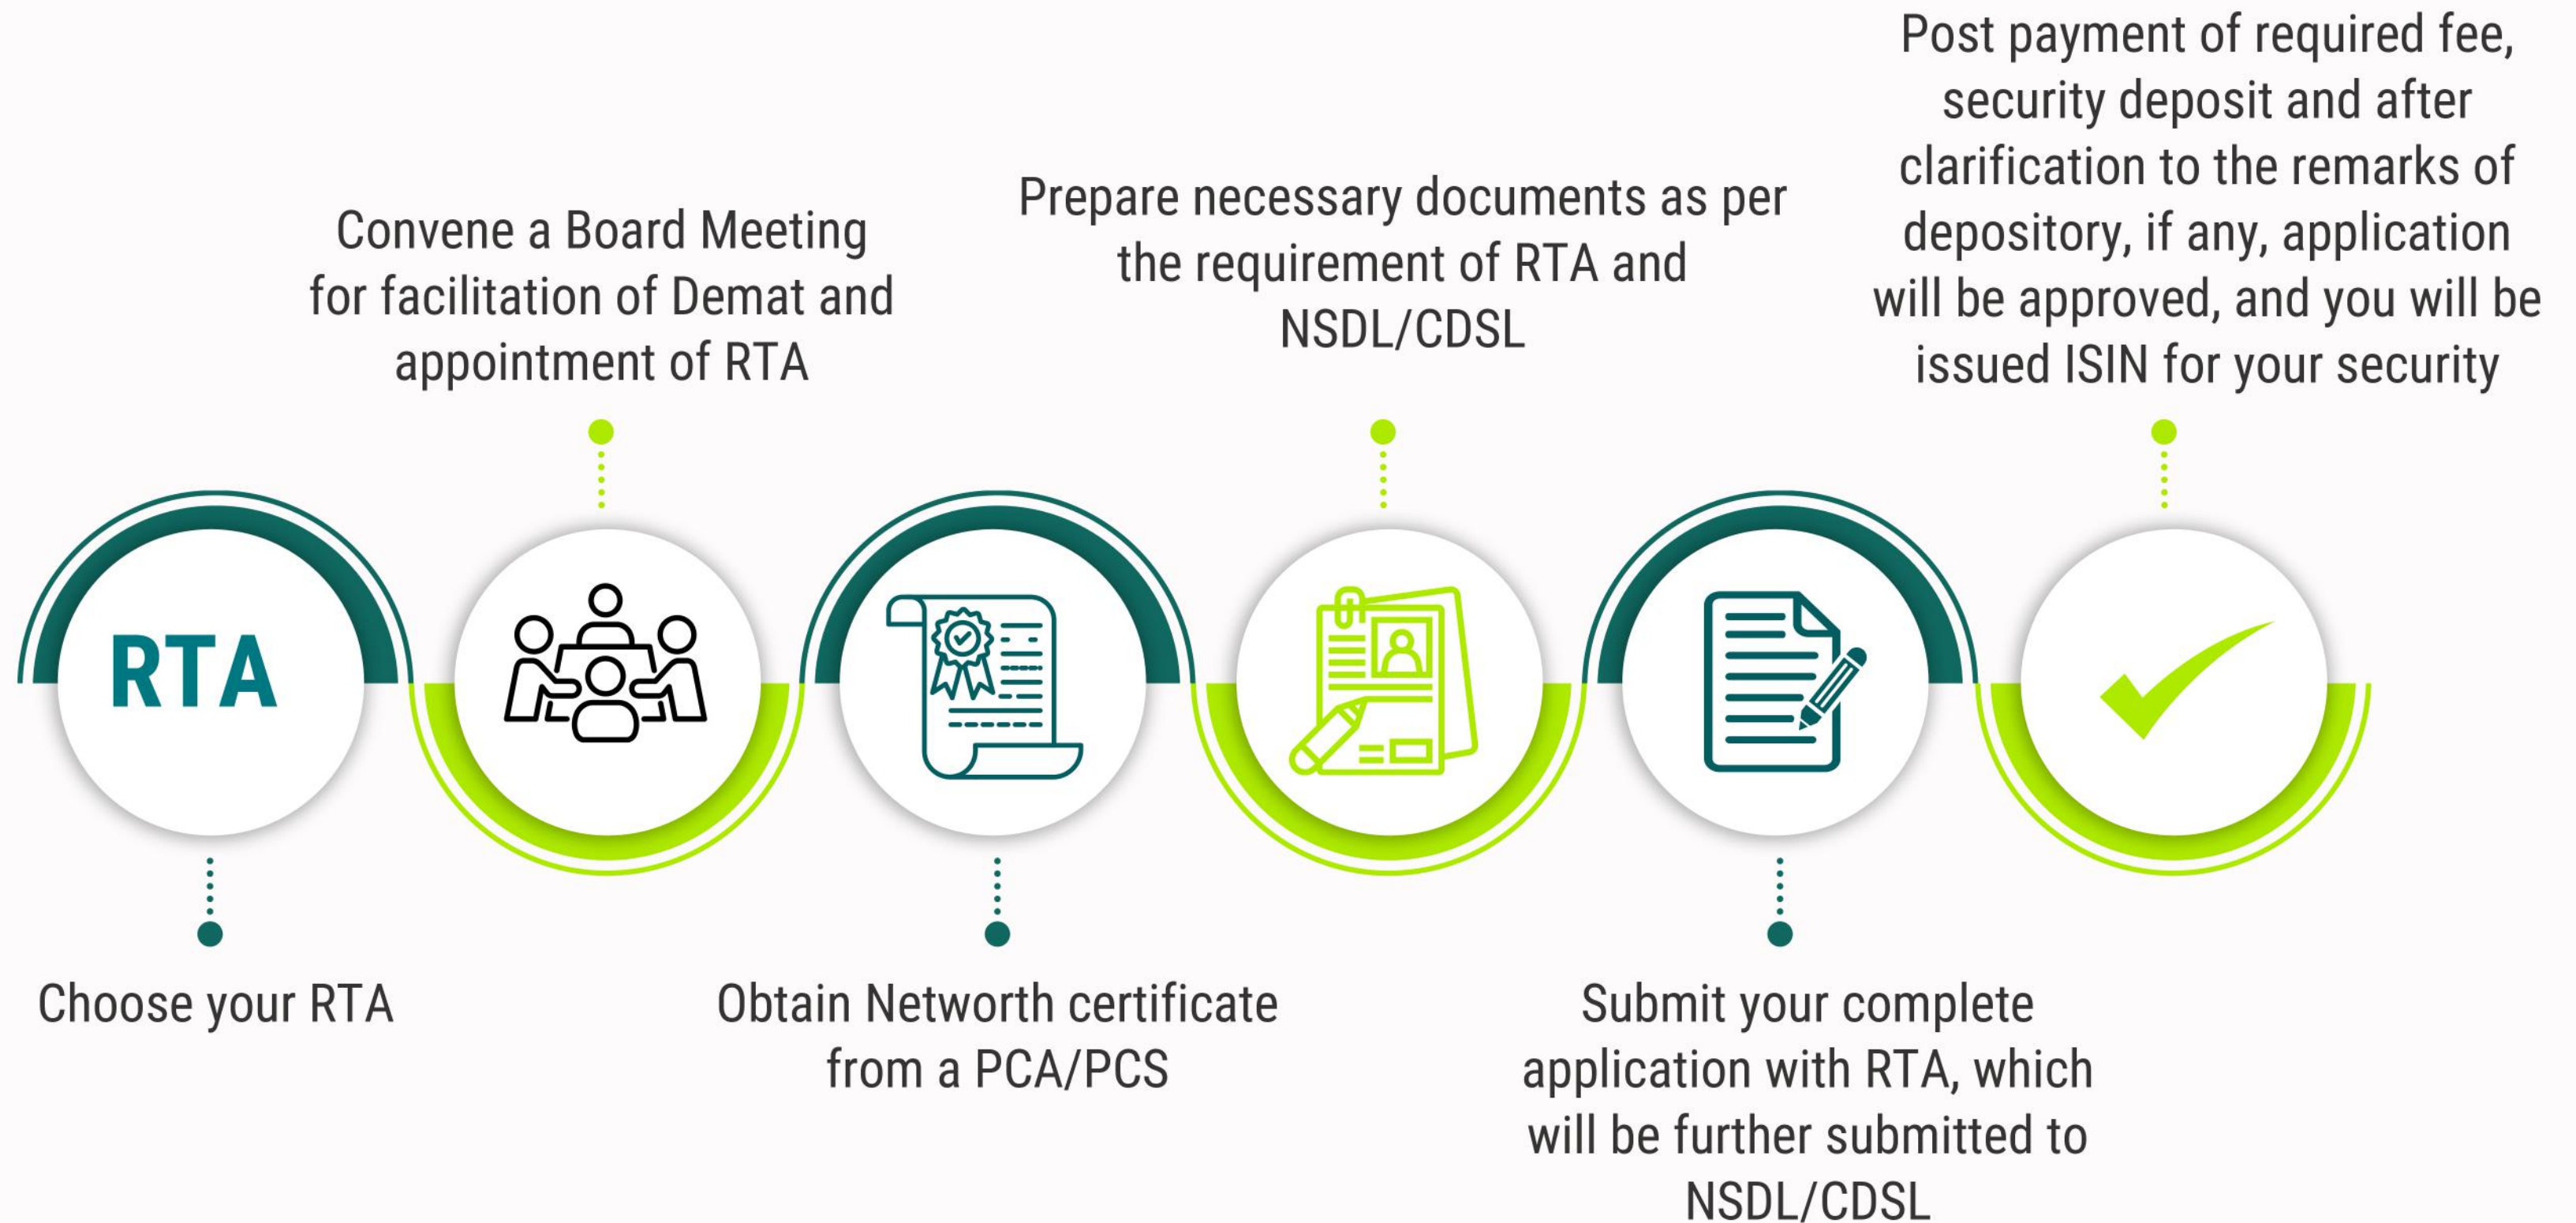 RTA
Choose your RTA
Convene a Board Meeting
for facilitation of Demat and
appointment of RTA
Obtain Networth certificate
from a PCA/PCS
Prepare necessary documents as per
the requirement of RTA and
NSDL/CDSL
Submit your complete
application with RTA, which
will be further submitted to
NSDL/CDSL
Post payment of required fee,
security deposit and after
clarification to the remarks of
depository, if any, application
will be approved, and you will be
issued ISIN for your security